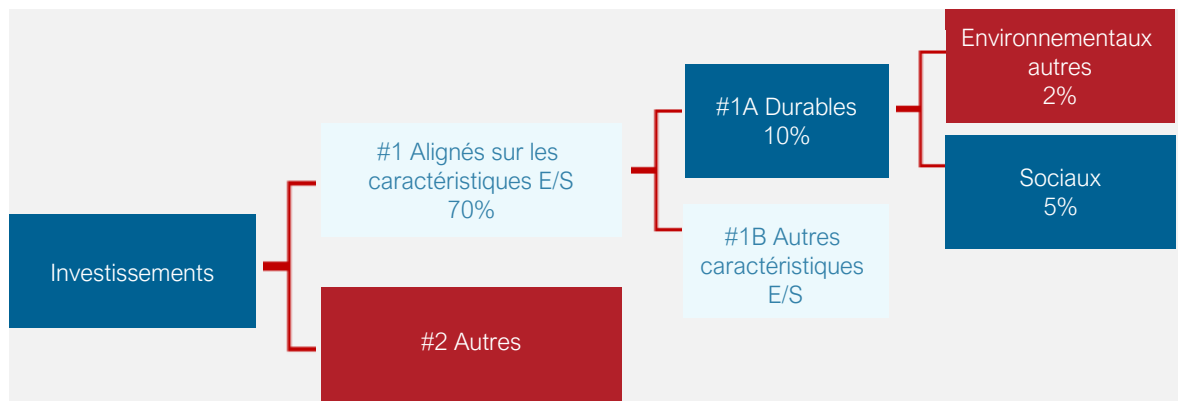 Investissements
#1 Alignés sur les
caractéristiques E/S
70%
#2 Autres
#1A Durables
10%
#1B Autres
caractéristiques
E/S
Environnementaux
autres
2%
Sociaux
5%